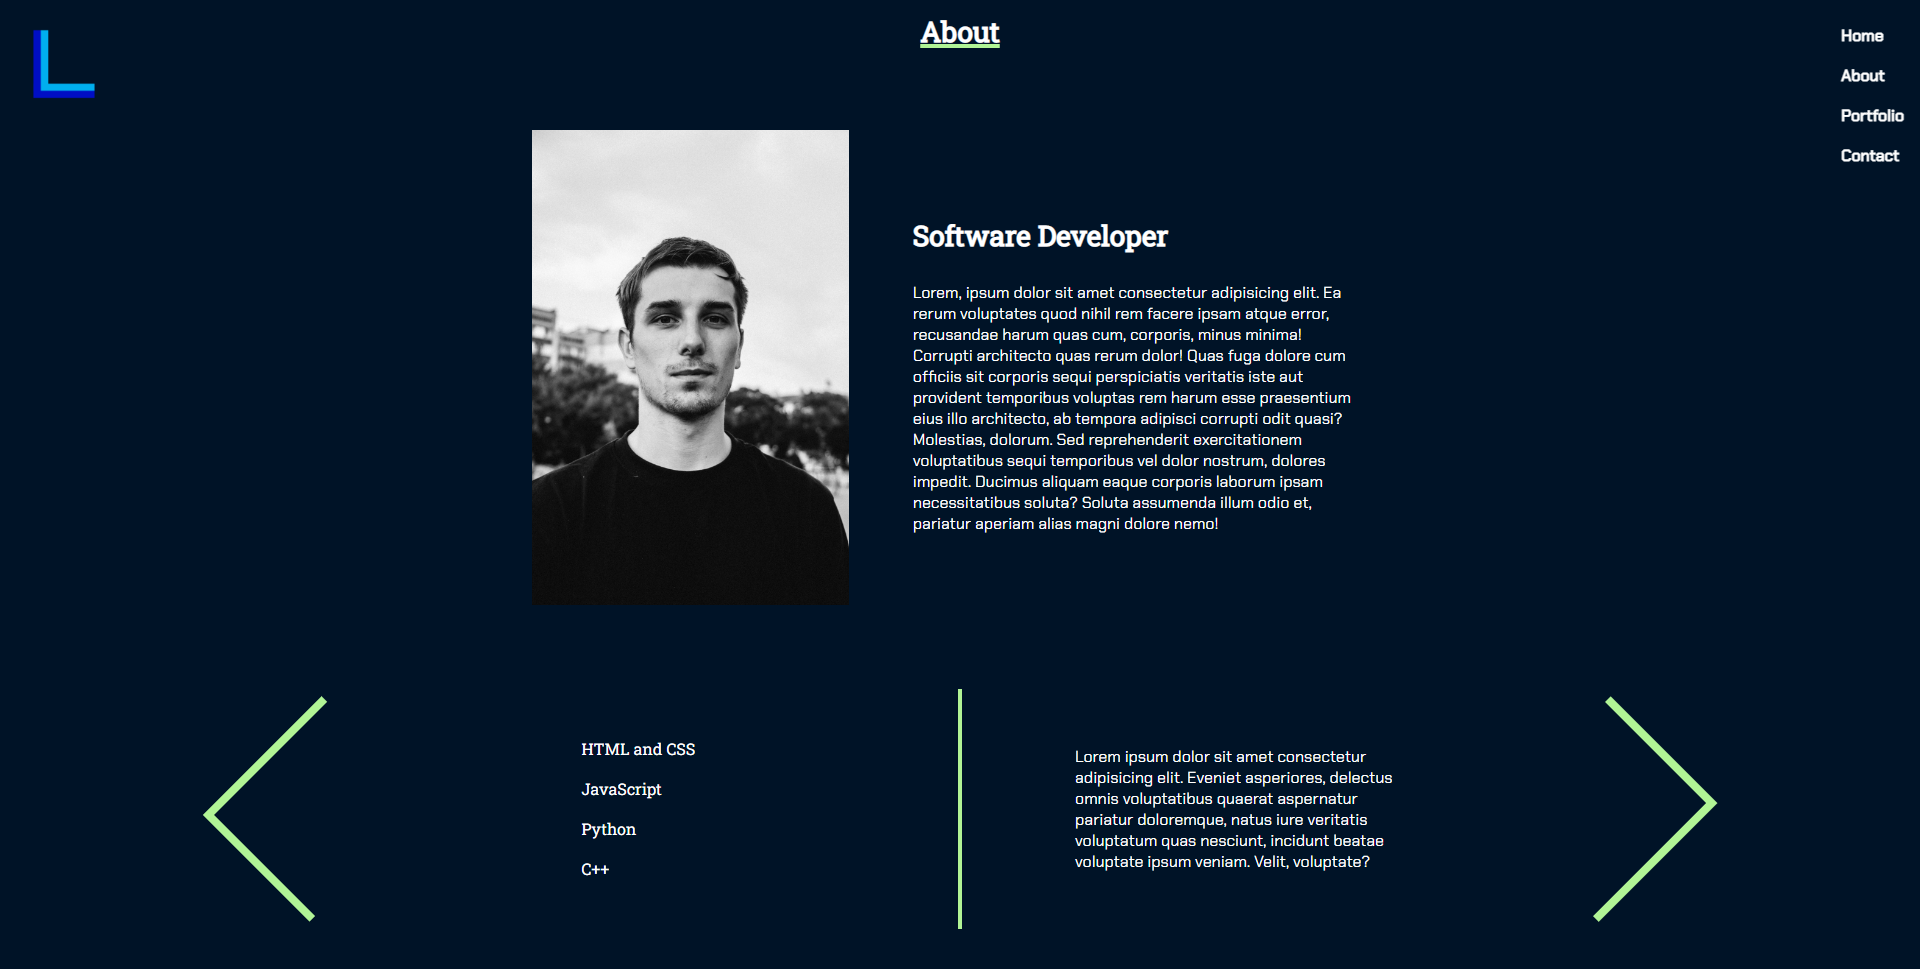 L
About
Home
About
Portfolio
Contact
Software Developer
Lorem, ipsum dolor sit amet consectetur adipisicing elit. Ea
rerum voluptates quod nihil rem facere ipsam atque error,
recusandae harum quas cum, corporis, minus minima!
Corrupti architecto quas rerum dolor! Quas fuga dolore cum
officiis sit corporis sequi perspiciatis veritatis iste aut
provident temporibus voluptas rem harum esse praesentium
eius illo architecto, ab tempora adipisci corrupti odit quasi?
Molestias, dolorum. Sed reprehenderit exercitationem
voluptatibus sequi temporibus vel dolor nostrum, dolores
impedit. Ducimus aliquam eaque corporis laborum ipsam
necessitatibus soluta? Soluta assumenda illum odio et,
pariatur aperiam alias magni dolore nemo!
HTML and CSS
JavaScript
Python
C++
Lorem ipsum dolor sit amet consectetur
adipisicing elit. Eveniet asperiores, delectus
omnis voluptatibus quaerat aspernatur
pariatur doloremque, natus iure veritatis
voluptatum quas nesciunt, incidunt beatae
voluptate ipsum veniam. Velit, voluptate?